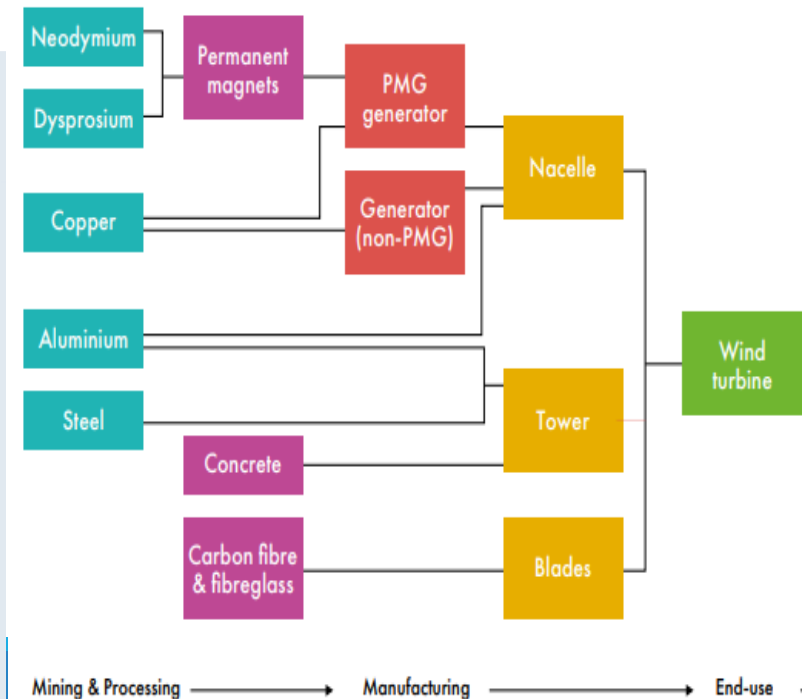 Neodymium
Dysprosium
Copper
Aluminium
Steel
Permanent
magnets
Concrete
Carbon fibre
& fibreglass
PMG
generator
Generator
(non-PMG)
Nacelle
Tower
Blades
Wind
turbine
Mining & Processing
Manufacturing
End-use